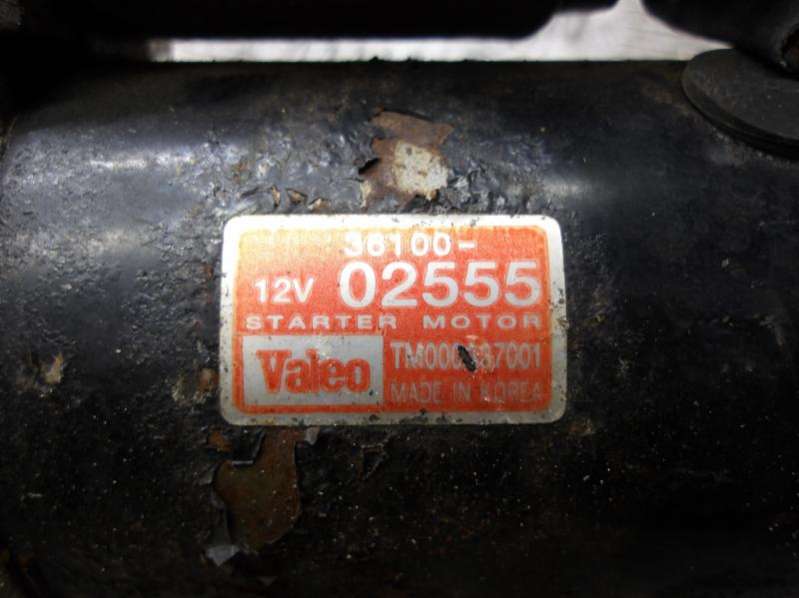 36100-
12V 02555
STARTER MOTOR
Valeo
MADE IN KOREA